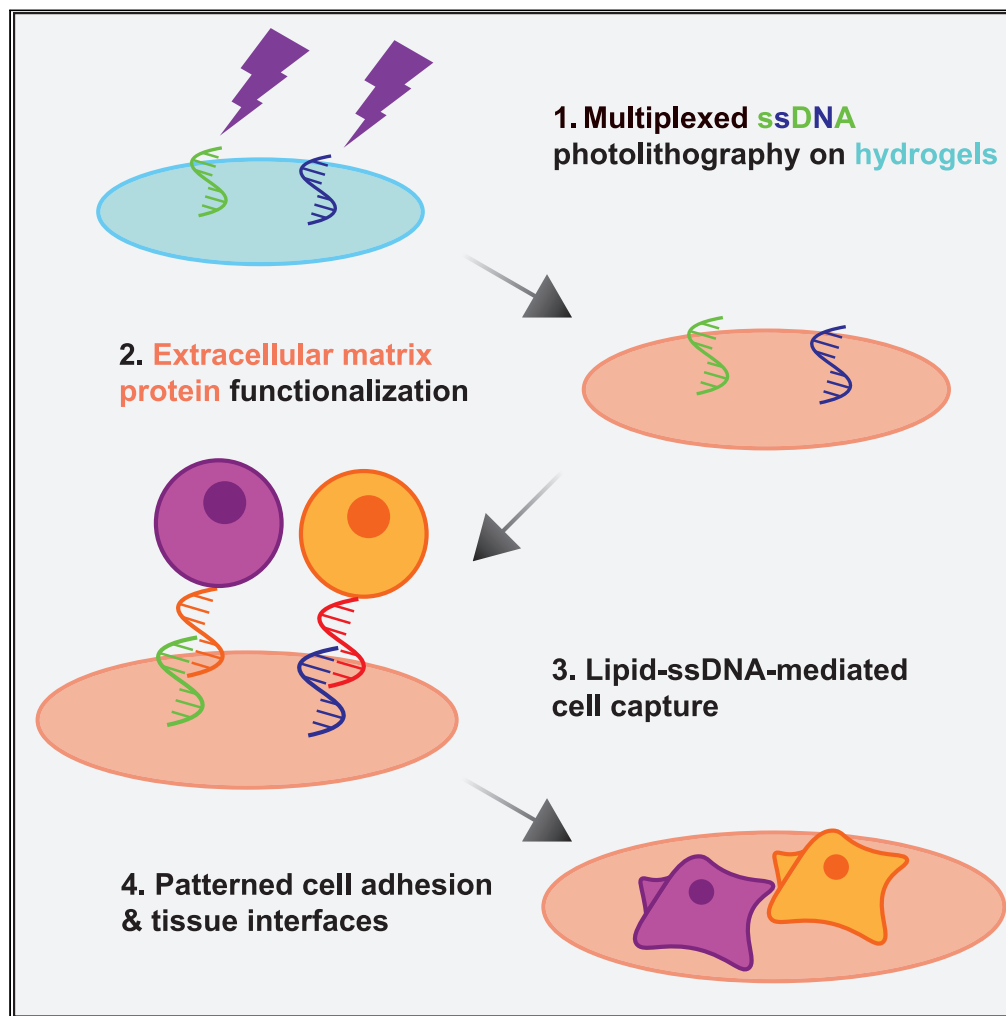 1. Multiplexed ssDNA
photolithography on hydrogels
2. Extracellular matrix
protein functionalization
3. Lipid-ssDNA-mediated
cell capture
4. Patterned cell adhesion
& tissue interfaces